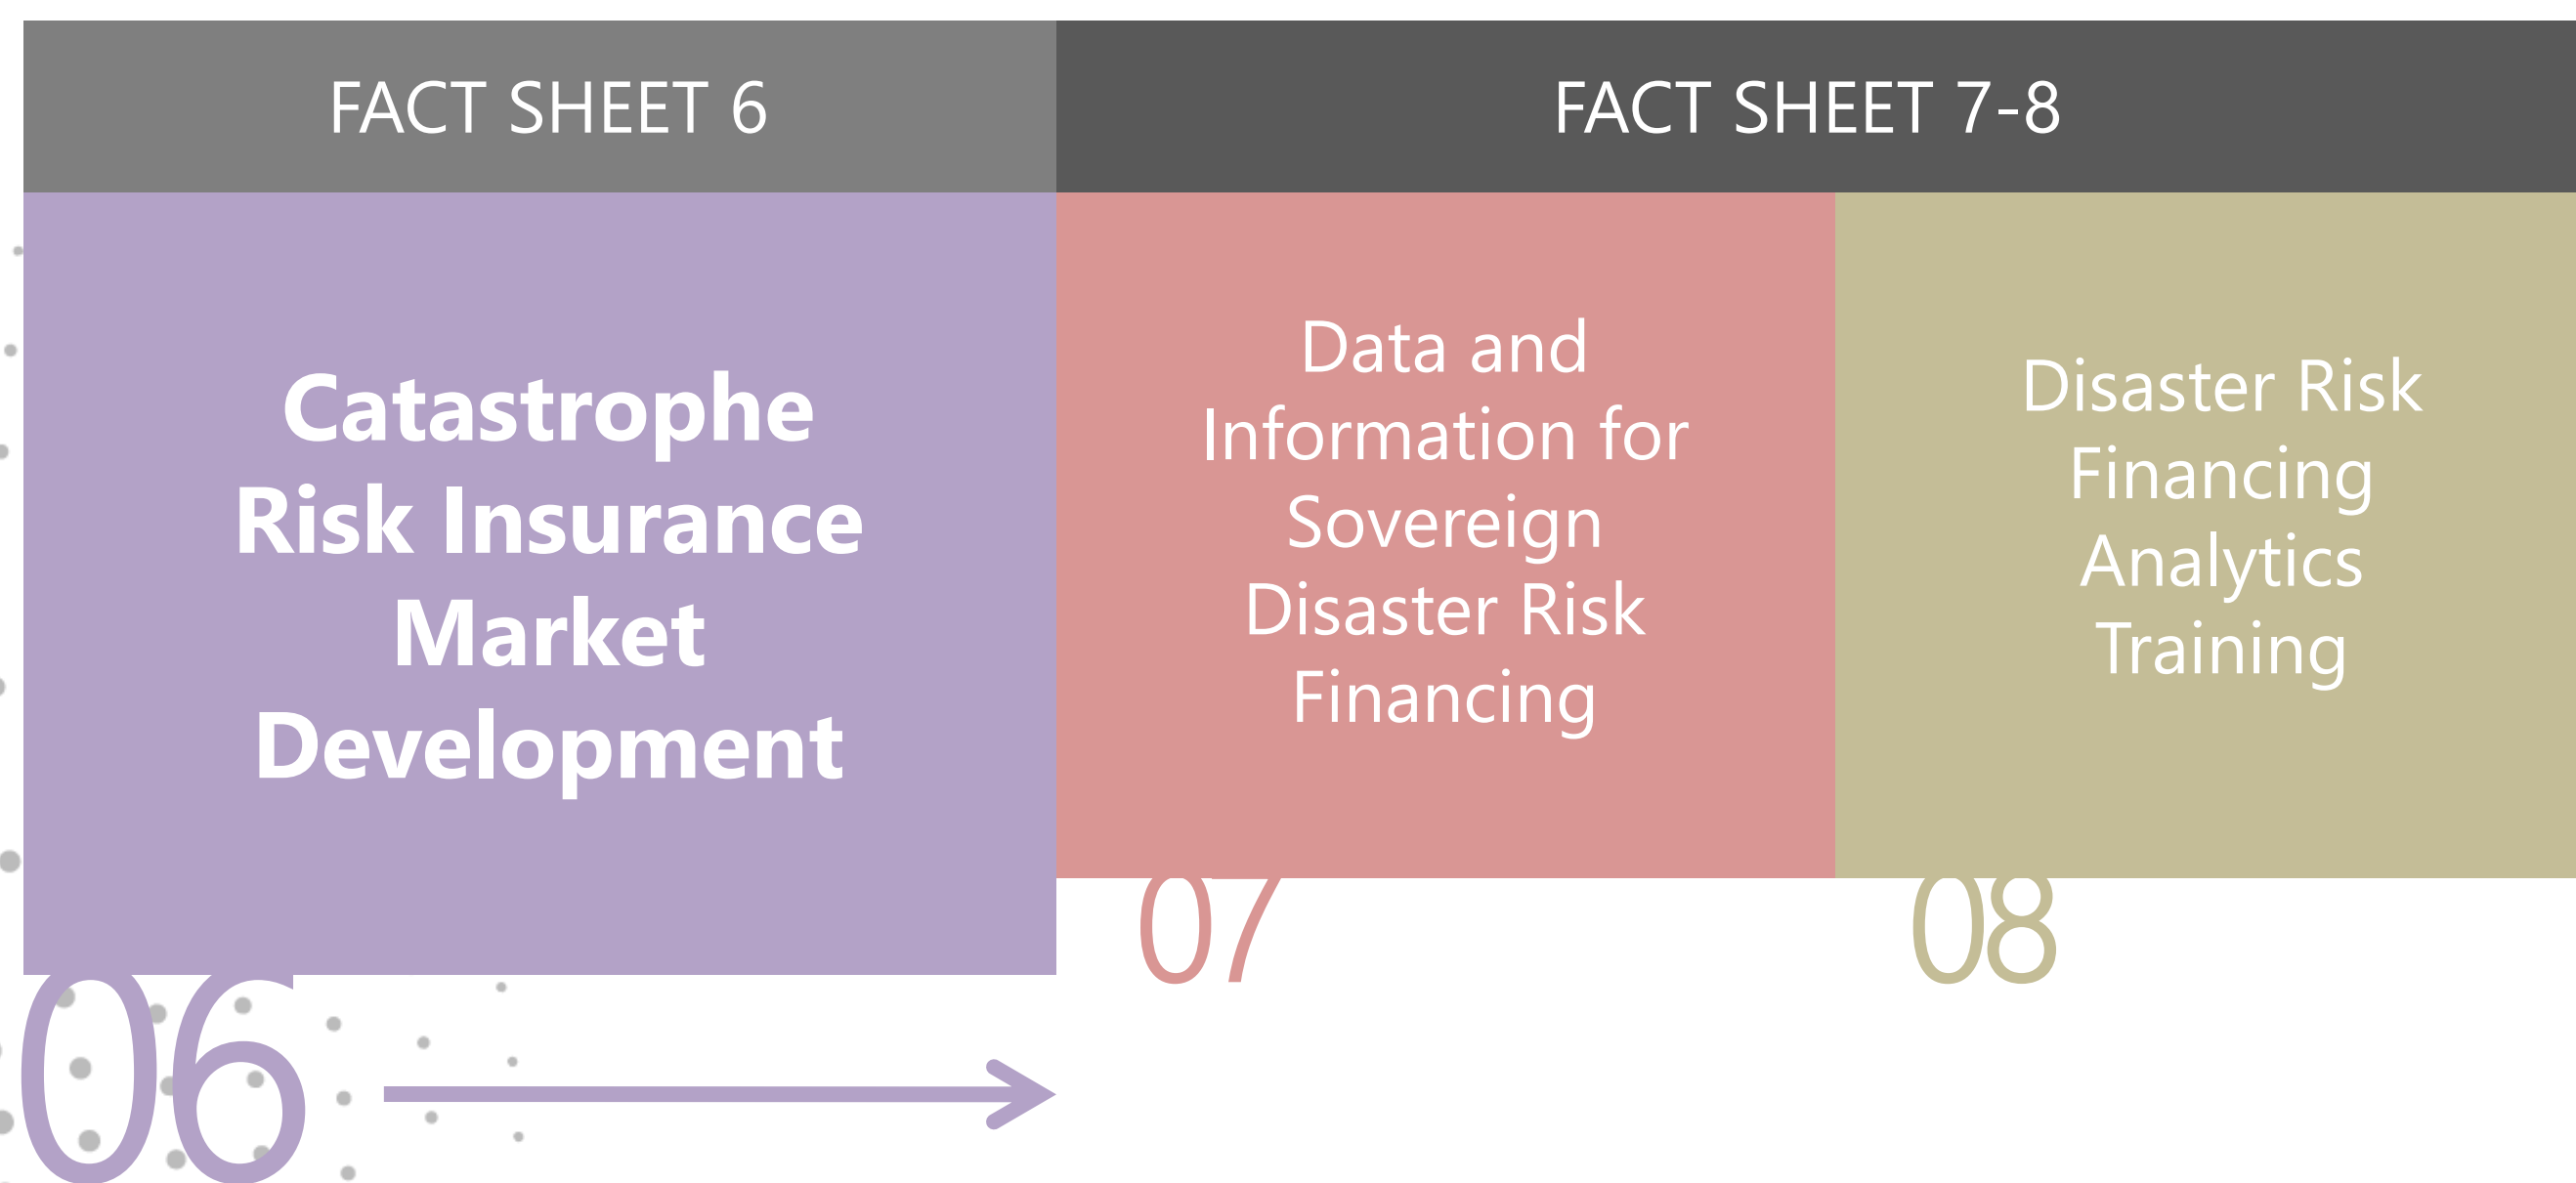 FACT SHEET 6
FACT SHEET 7-8
Catastrophe
Risk Insurance
Market
Development
Data and
Information for
Sovereign
Disaster Risk
Financing
Disaster Risk
Financing
Analytics
Training
06
07
08